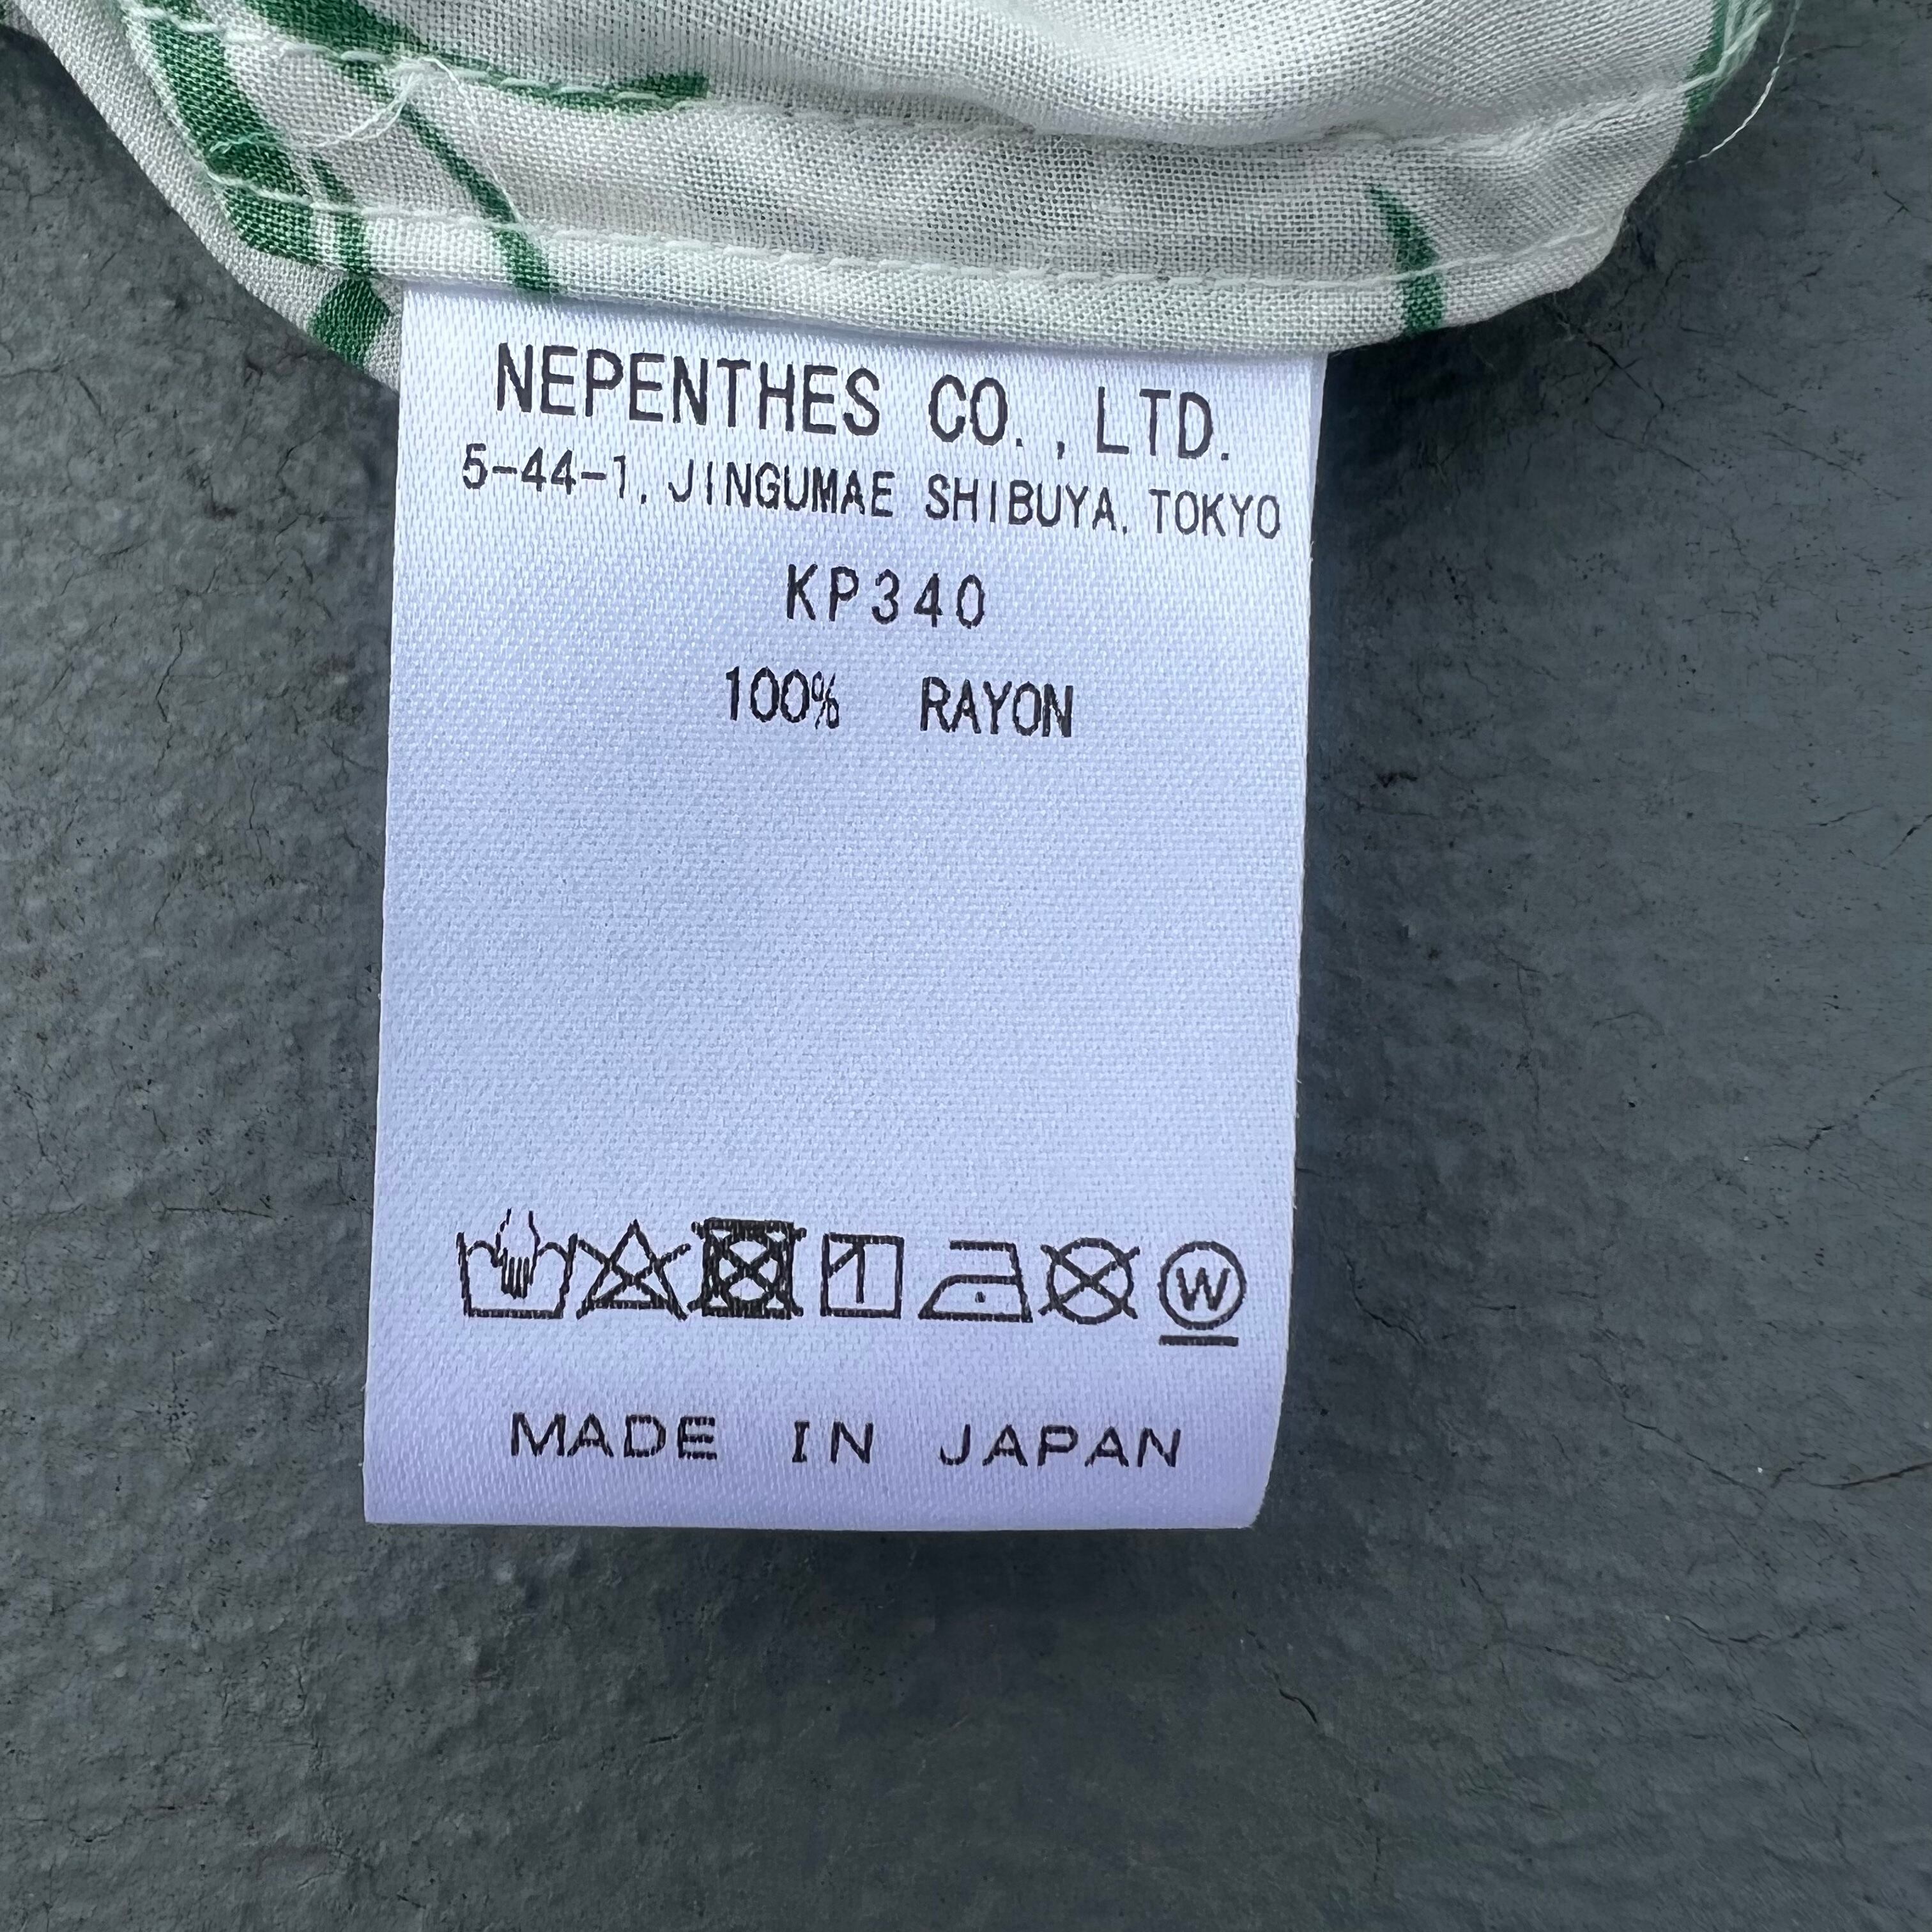 NEPENTHES CO.,LTD.
5-44-1, JINGUMAE SHIBUYA, TOKYO
KP340
100% RAYON
W
MADE IN JAPAN